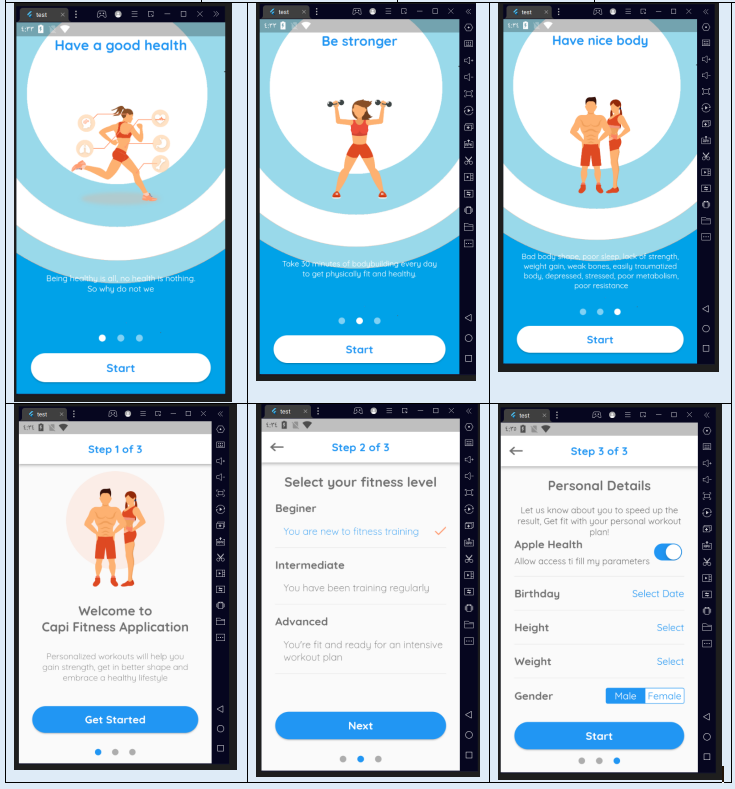 test
٤:٣٣
Have a good health
Being healthy is all, no health is nothing.
So why do not we
Start
test
Be stronger
Take 30 minutes of bodybuilding every day
to get physically fit and healthy
Start
test
Have nice body
Bad body shape, poor sleep, lack of strength,
weight gain, weak bones, easily traumatized
body, depressed, stressed, poor metabolism,
poor resistance
Start
test
Step 1 of 3
Welcome to
Capi Fitness Application
Personalized workouts will help you
gain strength, get in better shape and
embrace a healthy lifestyle
Get Started
test
Step 2 of 3
Select your fitness level
Beginer
You are new to fitness training
Intermediate
You have been training regularly
Advanced
You're fit and ready for an intensive
workout plan
Next
test
Step 3 of 3
Personal Details
Let us know about you to speed up the
result, Get fit with your personal workout
plan!
Apple Health
Allow access ti fill my parameters
Birthday Select Date
Height Select
Weight Select
Gender Male Female
Start